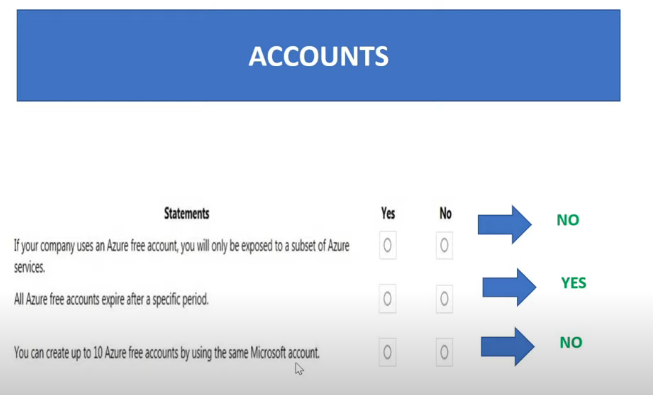 ACCOUNTS
Statements Yes No
NO
If your company uses an Azure free account, you will only be exposed to a subset of Azure
services.
YES
All Azure free accounts expire after a specific period.
NO
You can create up to 10 Azure free accounts by using the same Microsoft account.